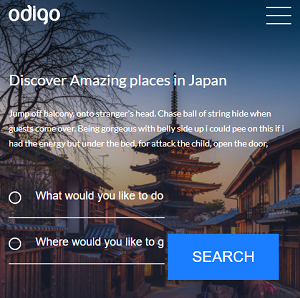 odigo
Discover Amazing places in Japan
Jump off balcony, onto stranger's head. Chase ball of string hide when
guests come over. Being gorgeous with belly side up i could pee on this if i
had the energy but under the bed, for attack the child, open the door,
What would you like to do
Where would you like to g
SEARCH